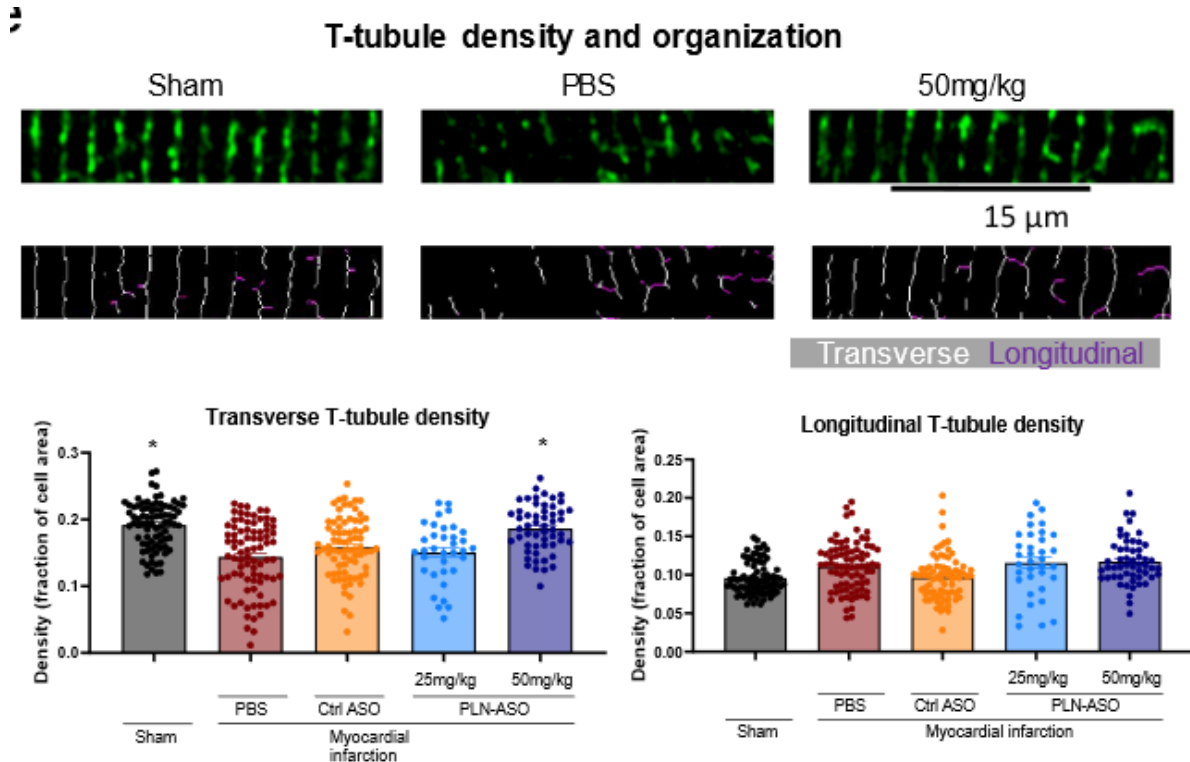 e
T-tubule density and organization
Sham PBS 50mg/kg
15 µm
Transverse Longitudinal
Transverse T-tubule density
Density (fraction of cell area)
0.3
0.2
0.1
0.0
* *
25mg/kg 50mg/kg
PBS Ctrl ASO PLN-ASO
Sham Myocardial
infarction
Longitudinal T-tubule density
Density (fraction of cell area)
0.25
0.20
0.15
0.10
0.05
0.00
25mg/kg 50mg/kg
PBS Ctrl ASO PLN-ASO
Sham Myocardial infarction